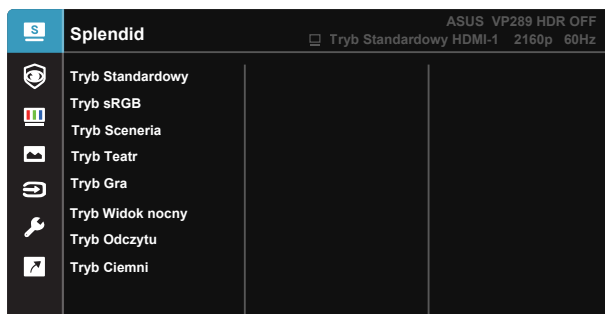 S
Splendid
ASUS VP289 HDR OFF
Tryb Standardowy HDMI-1 2160p 60Hz
Tryb Standardowy
Tryb sRGB
Tryb Sceneria
Tryb Teatr
Tryb Gra
Tryb Widok nocny
Tryb Odczytu
Tryb Ciemni